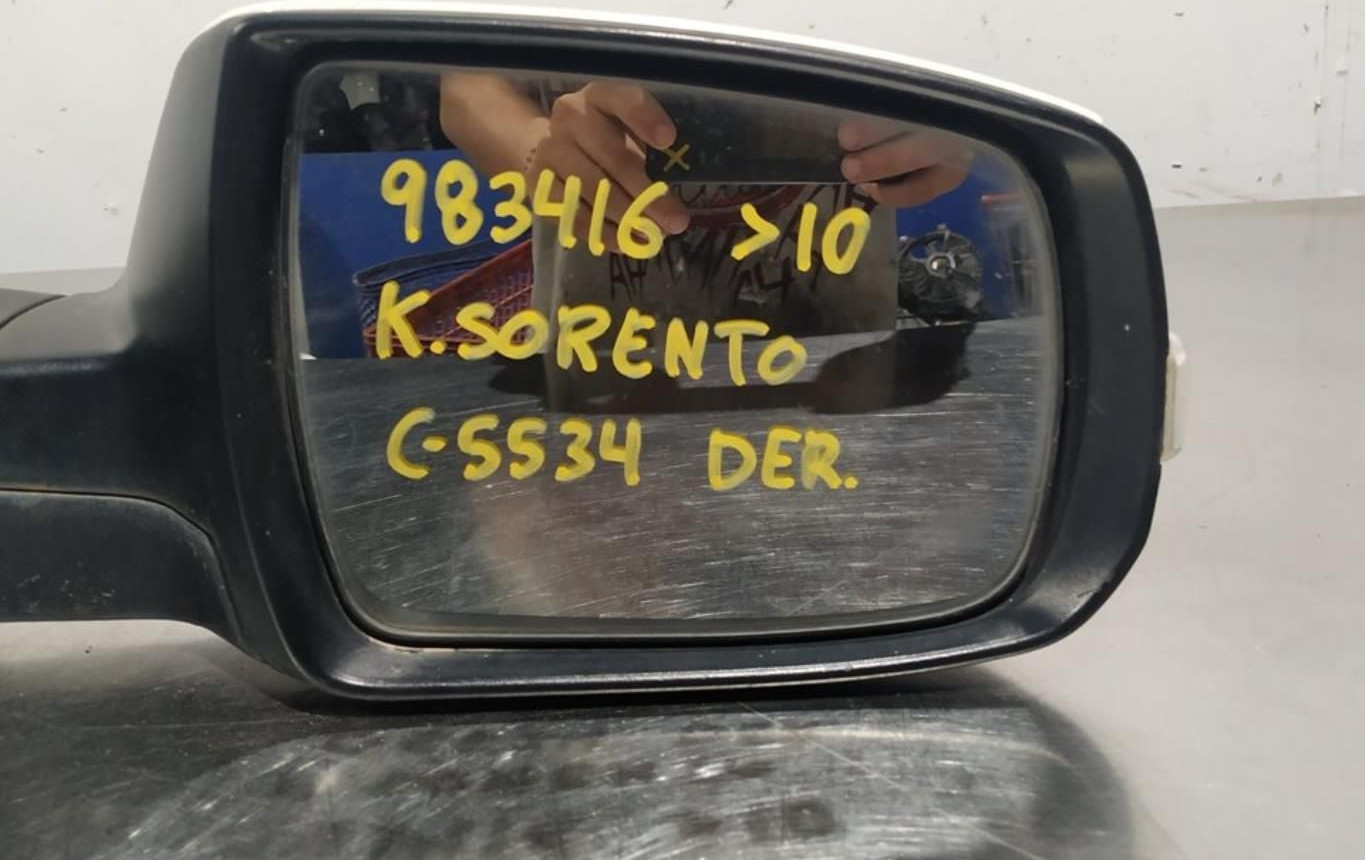 x
983416 >10
K.SORENTO
C-5534 DER.